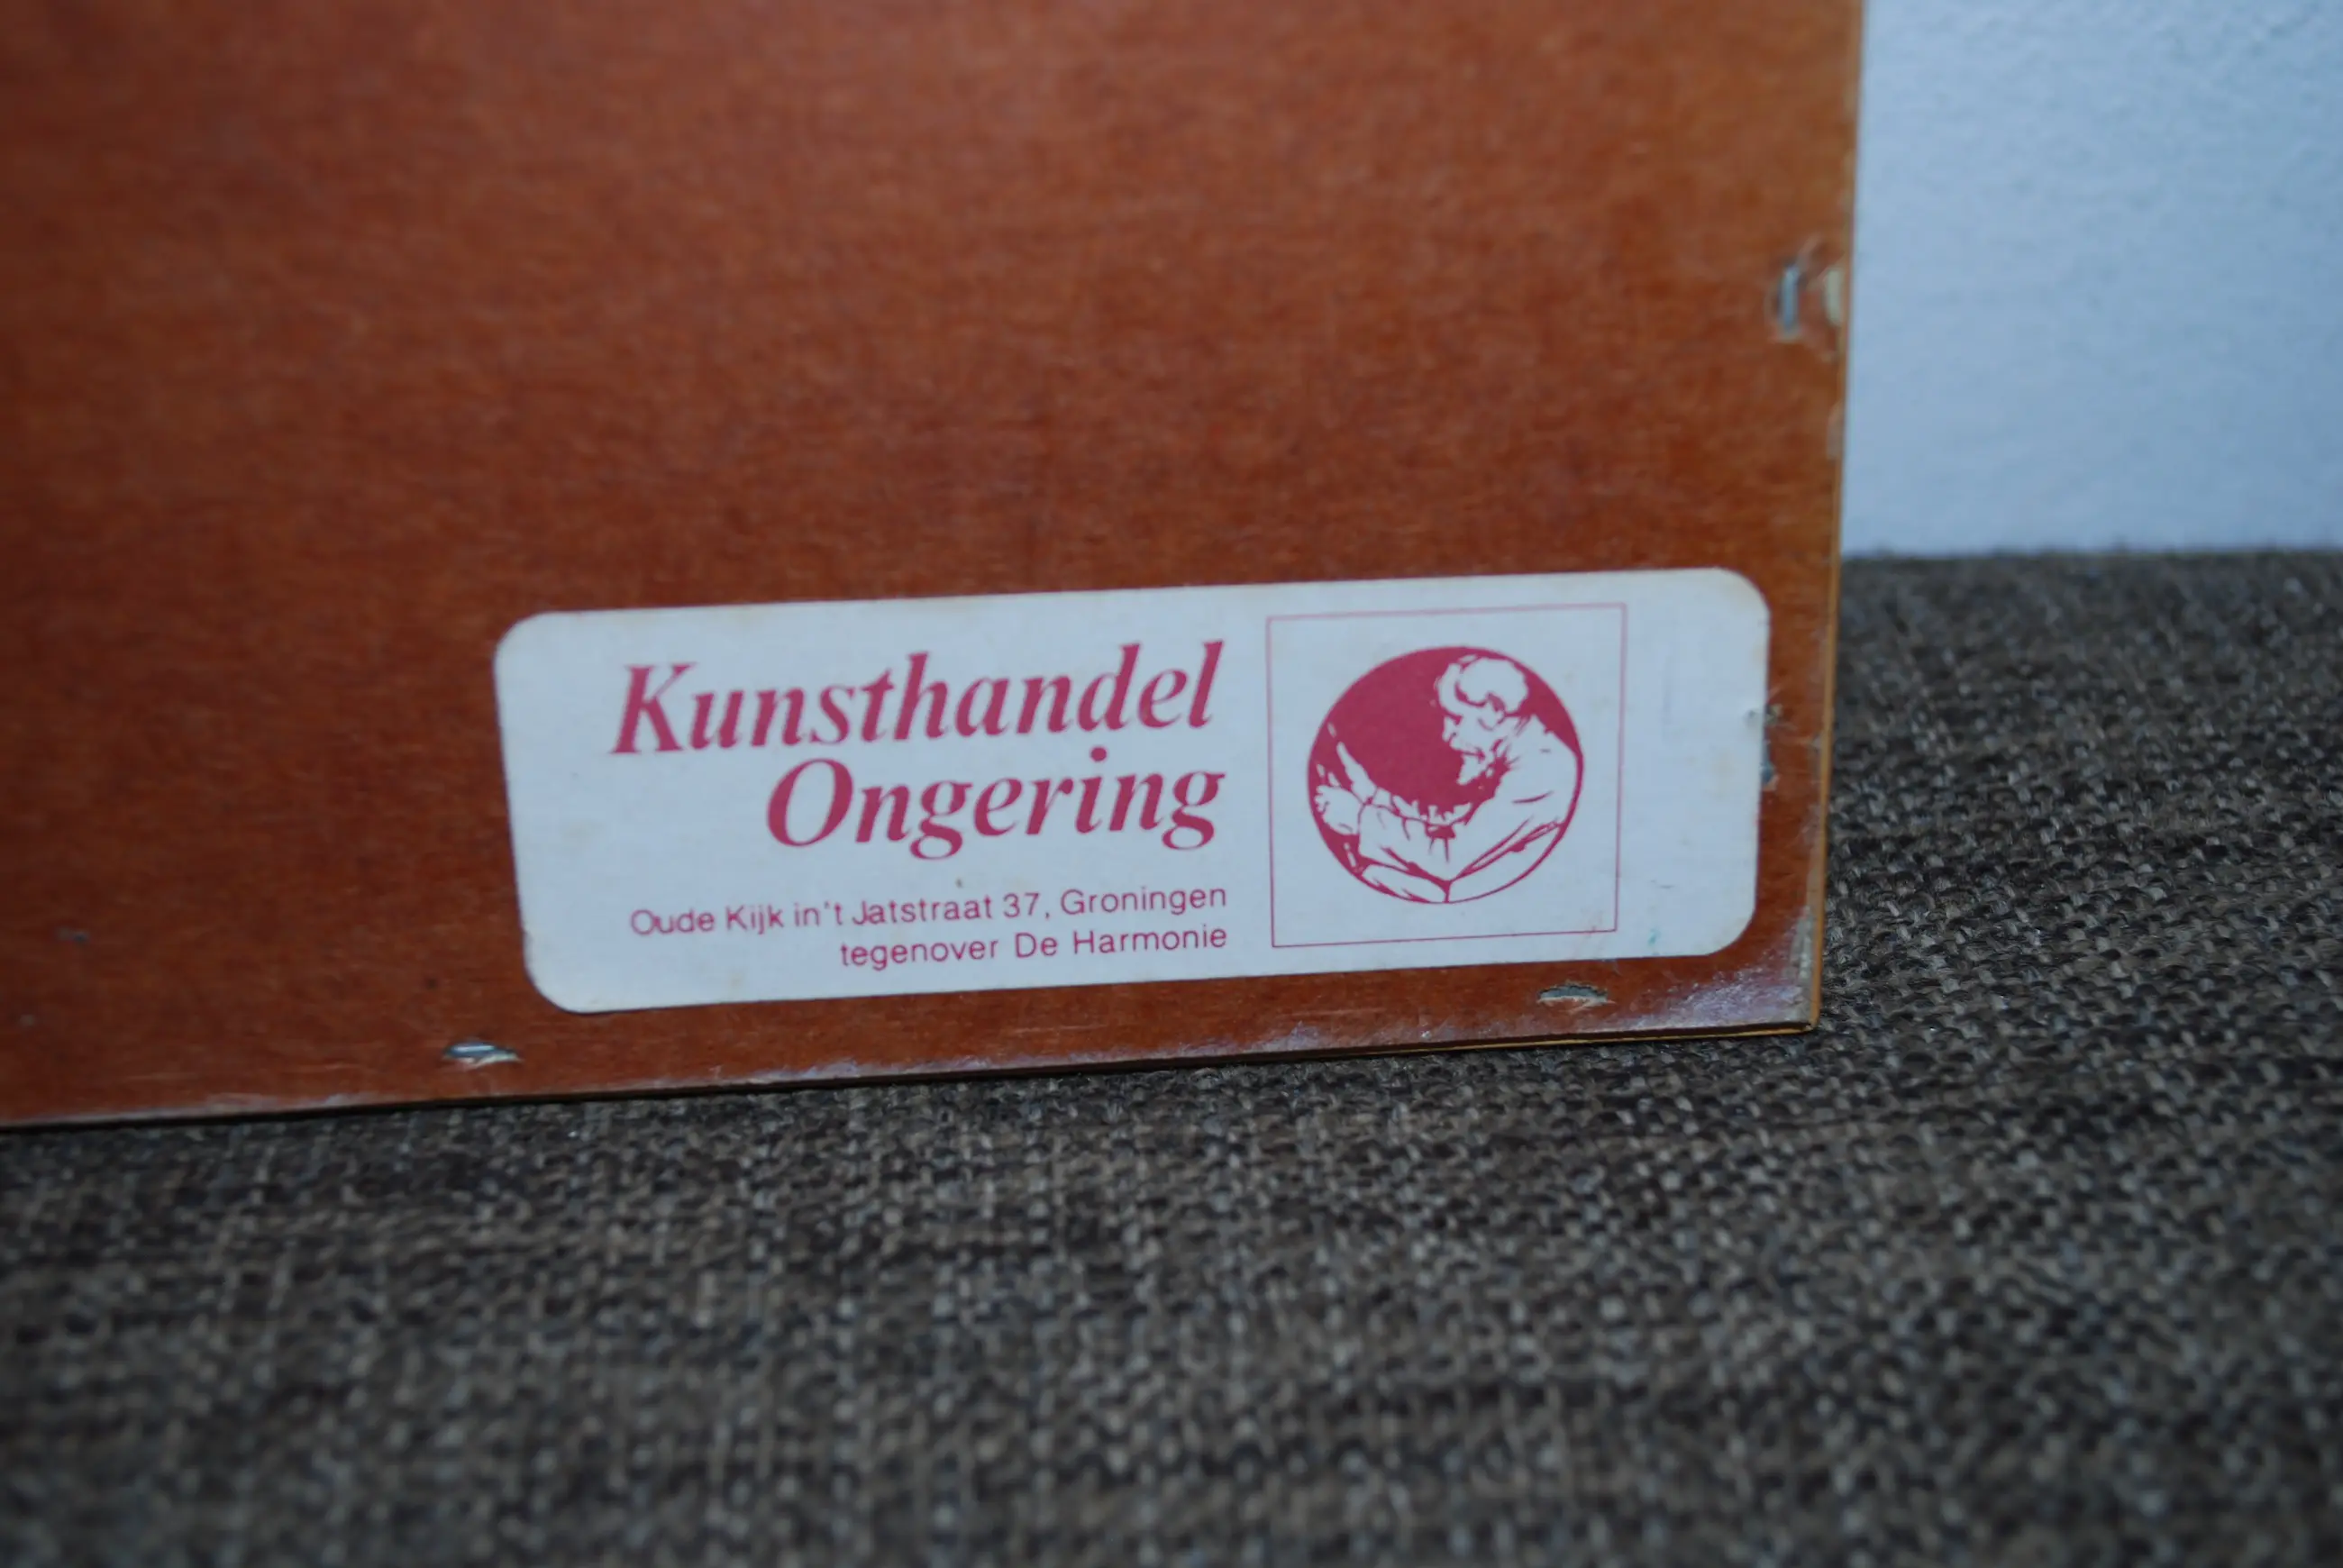 Kunsthandel
Ongering
Oude Kijk in't Jatstraat 37, Groningen
tegenover De Harmonie